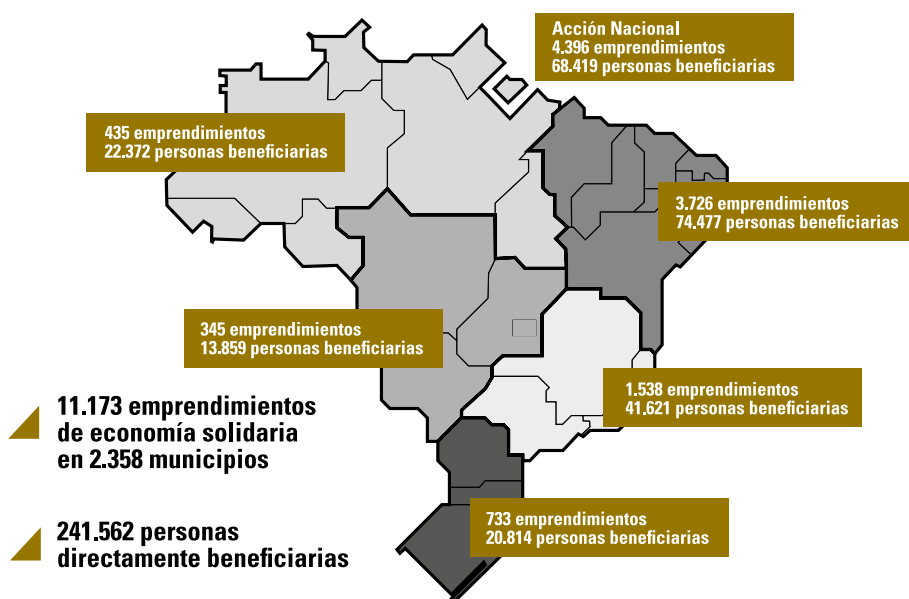 Acción Nacional
4.396 emprendimientos
68.419 personas beneficiarias
435 emprendimientos
22.372 personas beneficiarias
3.726 emprendimientos
74.477 personas beneficiarias
345 emprendimientos
13.859 personas beneficiarias
1.538 emprendimientos
41.621 personas beneficiarias
11.173 emprendimientos
de economía solidaria
en 2.358 municipios
733 emprendimientos
20.814 personas beneficiarias
241.562 personas
directamente beneficiarias